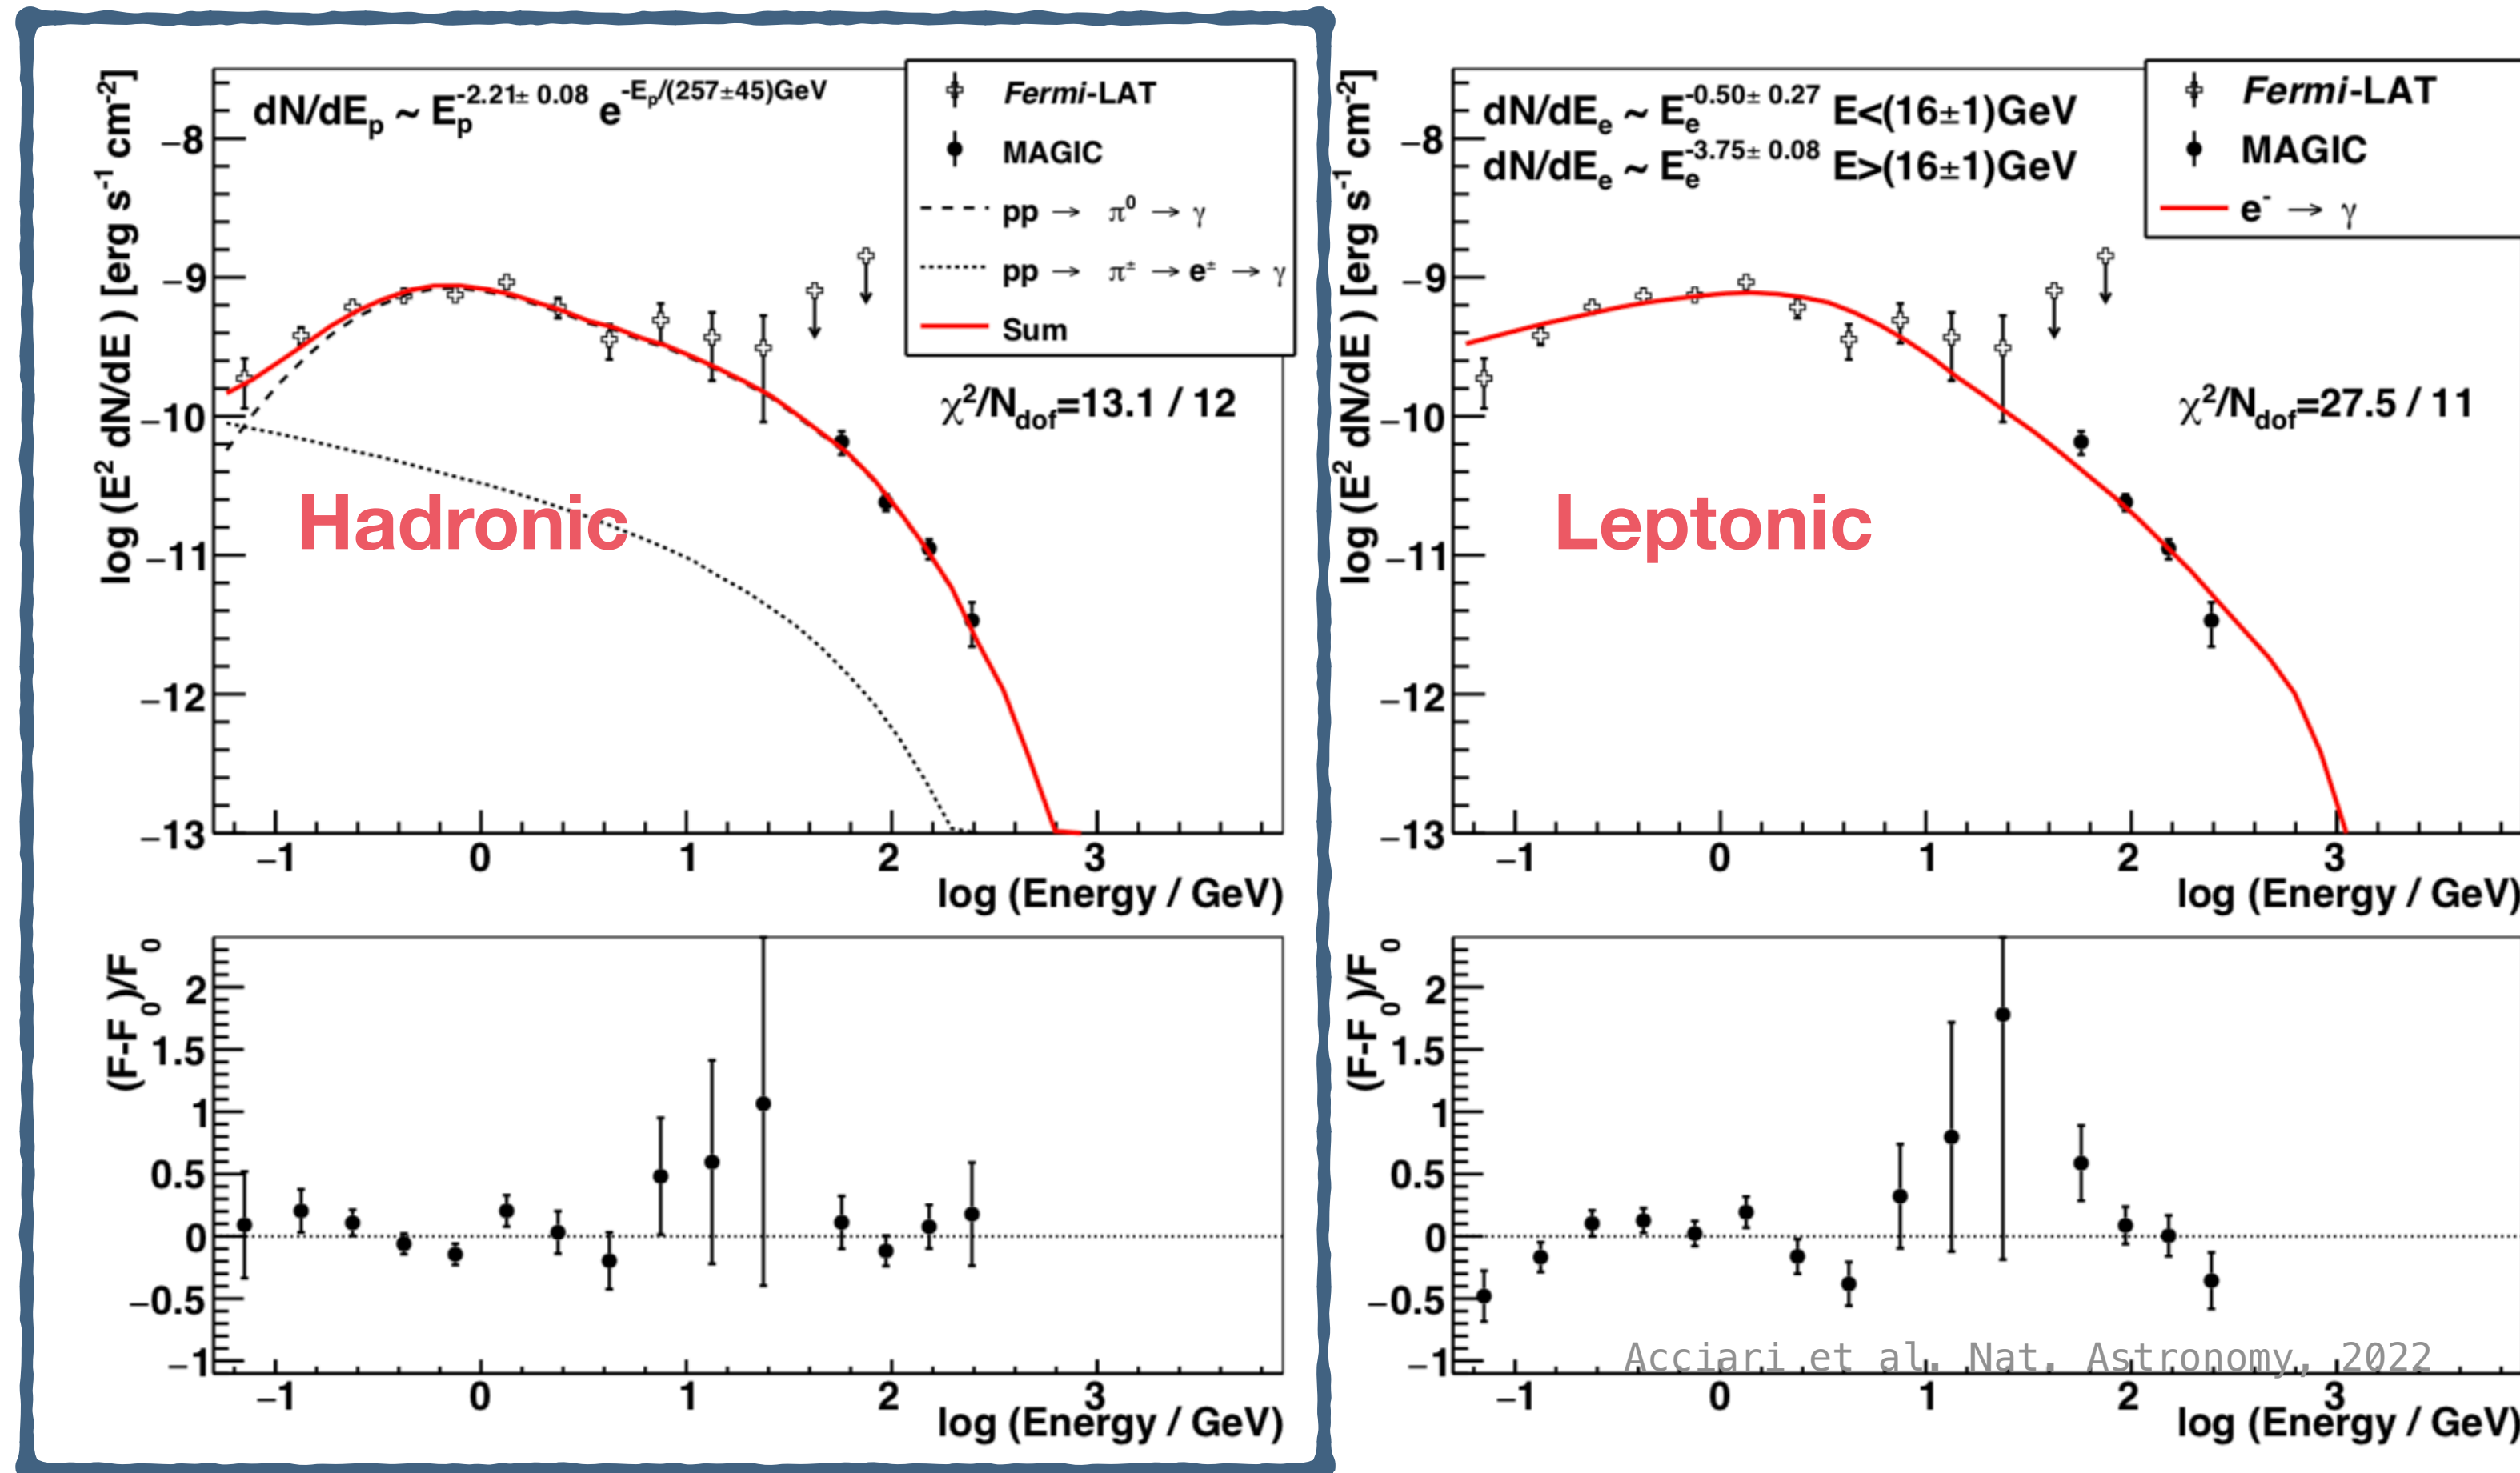 dN/dEp ~ Ep^-2.21± 0.08 e^-Ep/(257±45)GeV
Fermi-LAT
MAGIC
pp → π0 → γ
pp → π± → e± → γ
Sum
χ2/Ndof=13.1 / 12
Hadronic
log (E2 dN/dE ) [erg s-1 cm-2]
−8
−9
−10
−11
−12
−13
−1 0 1 2 3
log (Energy / GeV)
(F-F0)/F0
2
1.5
1
0.5
0
−0.5
−1
−1 0 1 2 3
log (Energy / GeV)
dN/dEe ~ Ee^-0.50± 0.27 E<(16±1)GeV
dN/dEe ~ Ee^-3.75± 0.08 E>(16±1)GeV
Fermi-LAT
MAGIC
e- → γ
χ2/Ndof=27.5 / 11
Leptonic
log (E2 dN/dE ) [erg s-1 cm-2]
−8
−9
−10
−11
−12
−13
−1 0 1 2 3
log (Energy / GeV)
(F-F0)/F0
2
1.5
1
0.5
0
−0.5
−1
Acciari et al. Nat. Astronomy, 2022
−1 0 1 2 3
log (Energy / GeV)